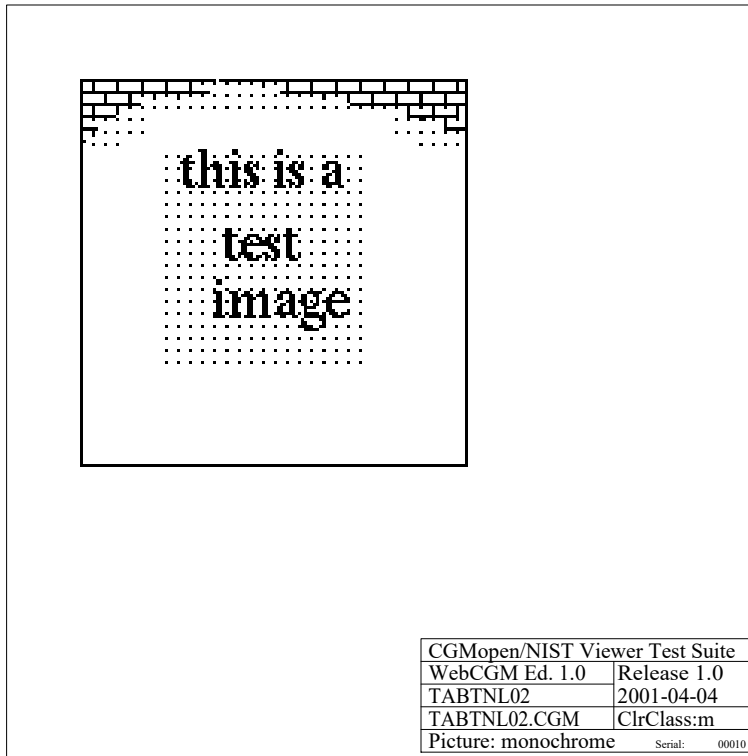 this is a
test
image
CGMopen/NIST Viewer Test Suite
WebCGM Ed. 1.0 Release 1.0
TABTNL02 2001-04-04
TABTNL02.CGM ClrClass:m
Picture: monochrome Serial: 00010